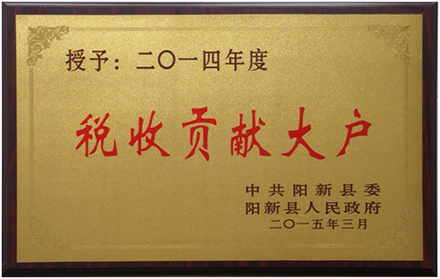 授予：二〇一四年度
税收贡献大户
中共阳新县委
阳新县人民政府
二〇一五年三月